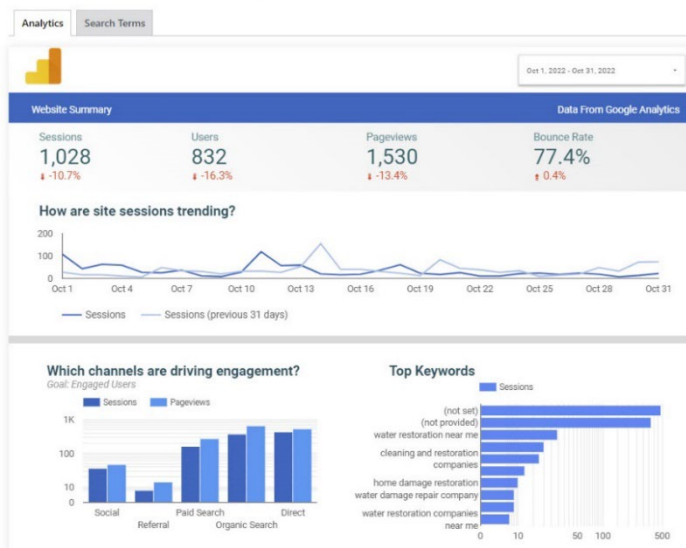 Analytics
Search Terms
Oct 1, 2022 - Oct 31, 2022
Website Summary
Data From Google Analytics
Sessions
Users
Pageviews
Bounce Rate
1,028
832
1,530
77.4%
-10.7%
-16.3%
-13.4%
0.4%
How are site sessions trending?
200
100
0
Oct 1
Oct 4
Oct 7
Oct 10
Oct 13
Oct 16
Oct 19
Oct 22
Oct 25
Oct 28
Oct 31
Sessions
Sessions (previous 31 days)
Which channels are driving engagement?
Goal: Engaged Users
Sessions
Pageviews
1K
100
10
0
Social
Referral
Paid Search
Organic Search
Direct
Top Keywords
Sessions
(not set)
(not provided)
water restoration near me
cleaning and restoration
companies
home damage restoration
water damage repair company
water restoration companies
near me
0
10
50
100
500